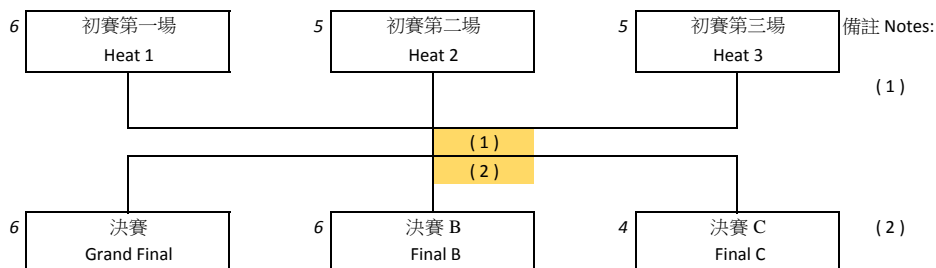 6 初賽第一場 5 初賽第二場 5 初賽第三場 備註 Notes:
Heat 1 Heat 2 Heat 3
( 1 )
( 1 )
( 2 )
6 決賽 6 決賽 B 4 決賽 C ( 2 )
Grand Final Final B Final C